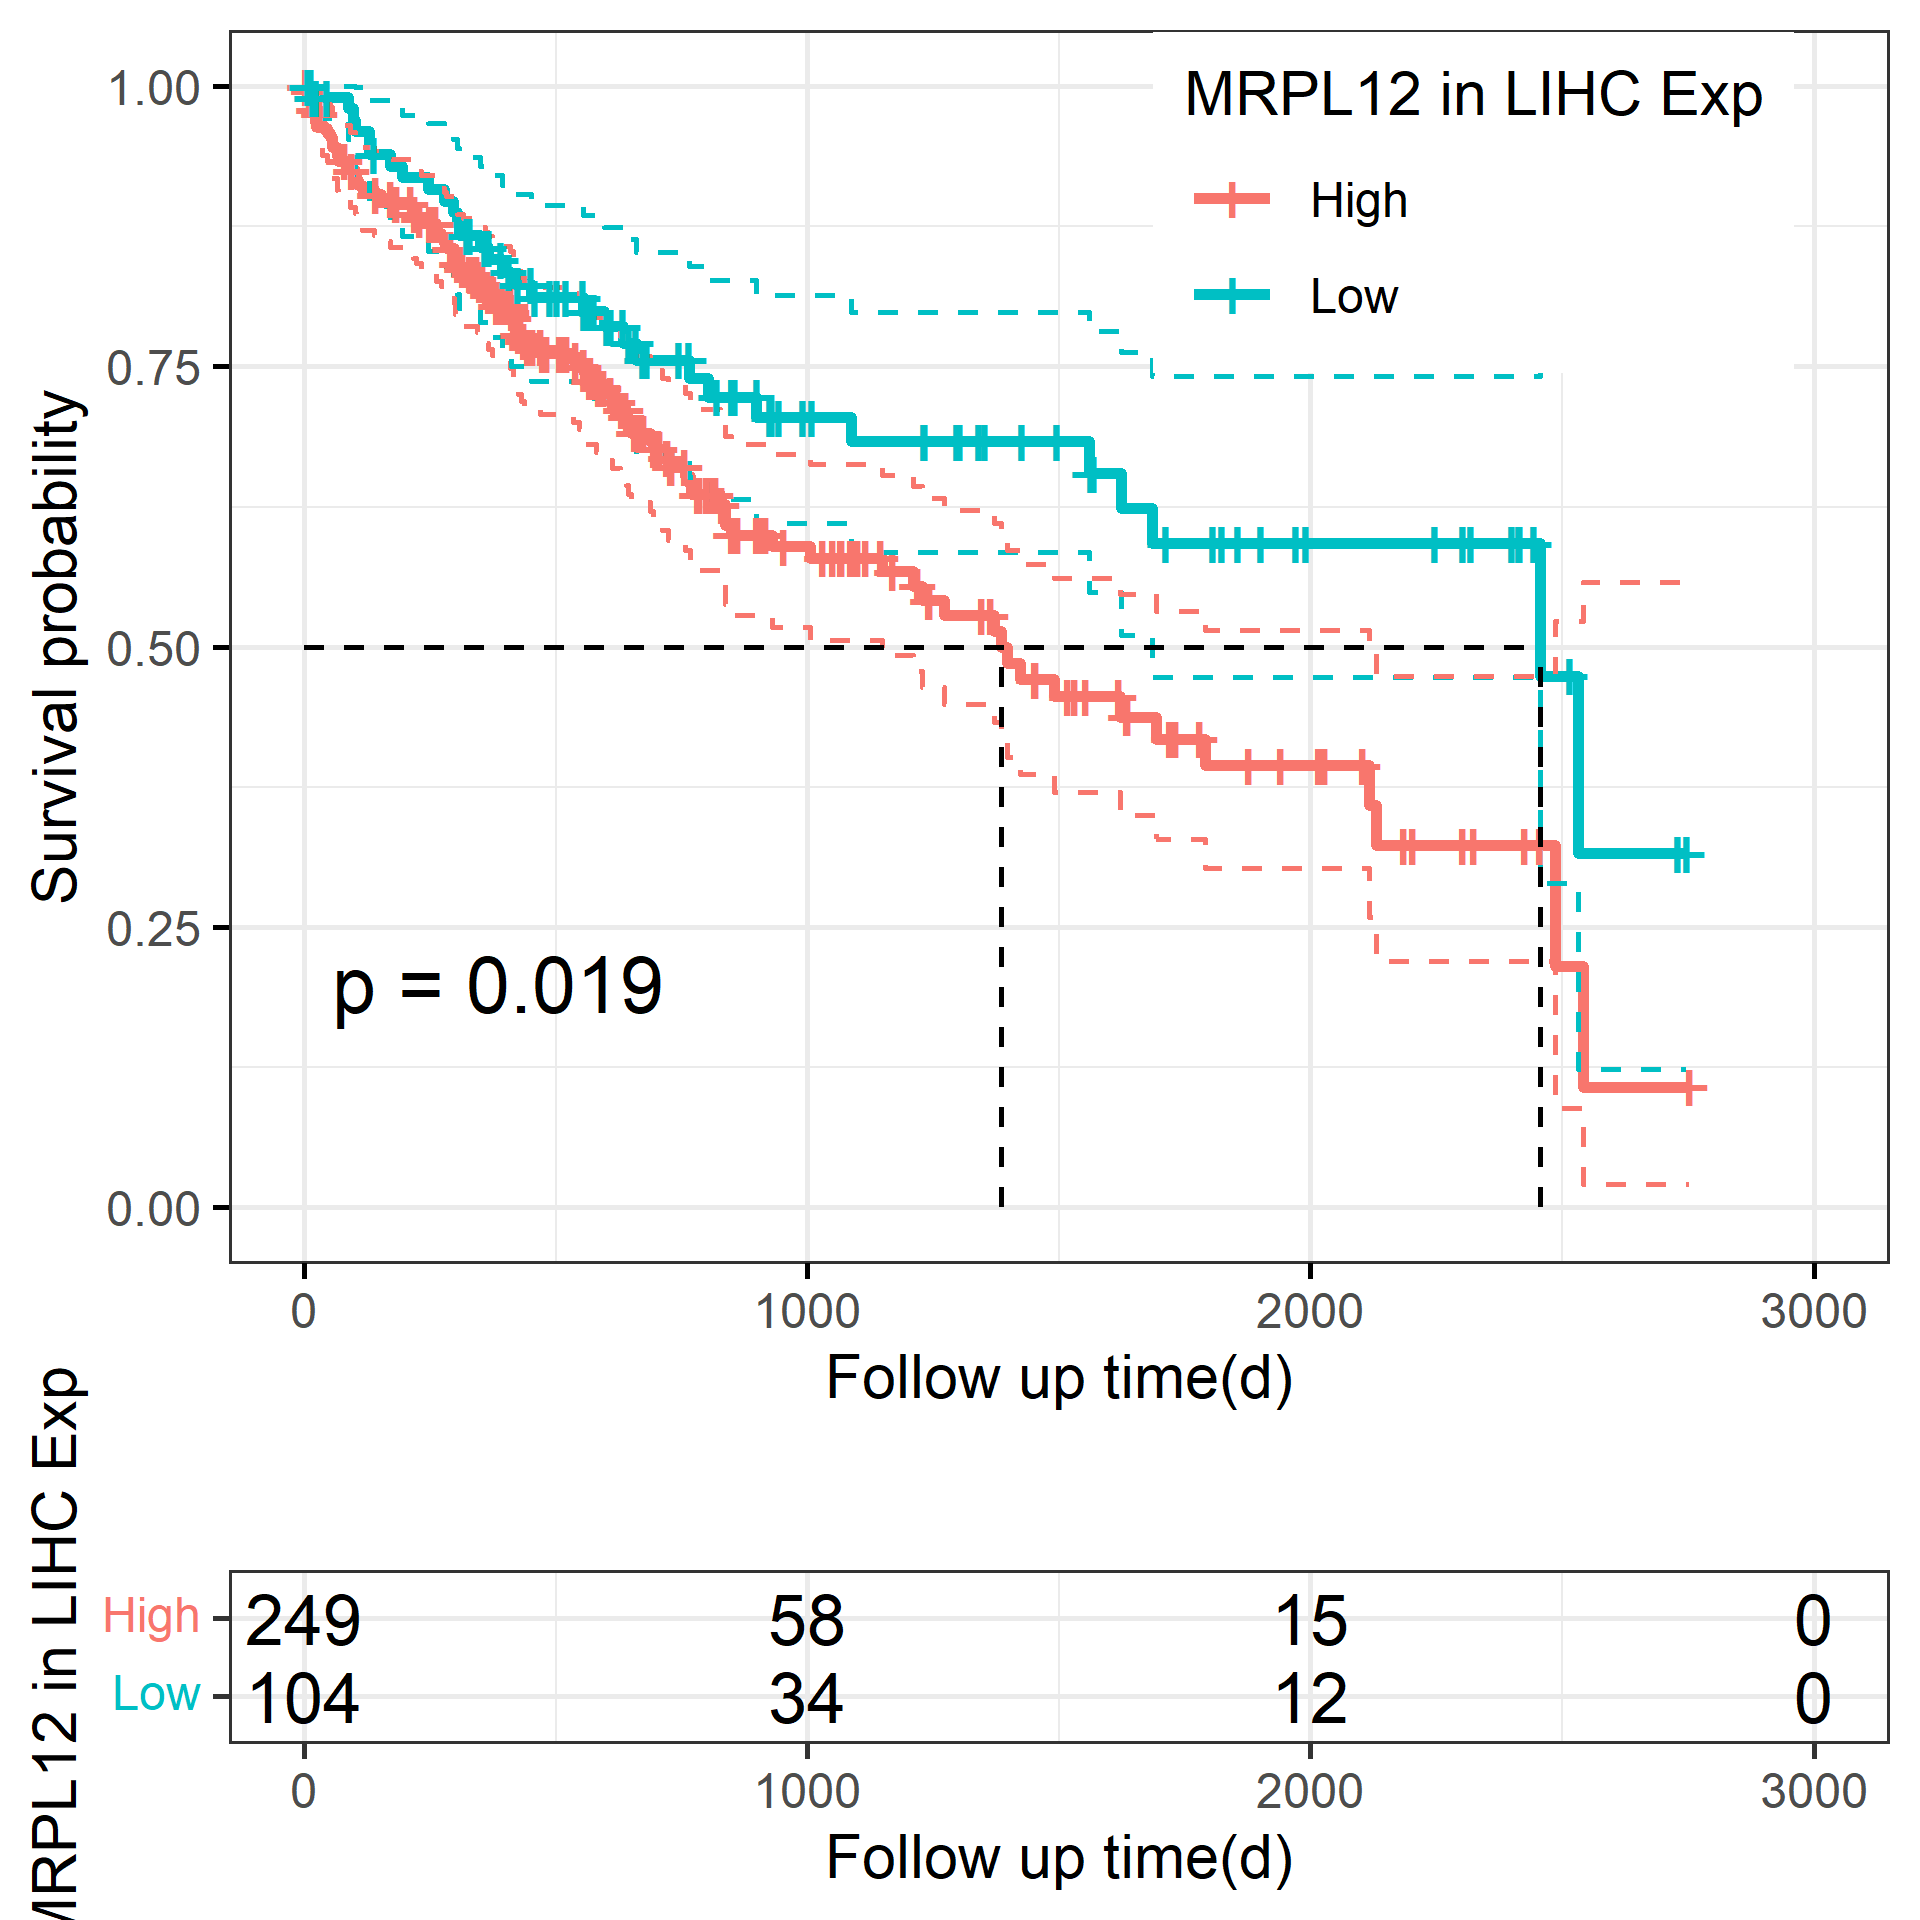 MRPL12 in LIHC Exp
High
Low
1.00
0.75
0.50
0.25
0.00
Survival probability
p = 0.019
0 1000 2000 3000
Follow up time(d)
MRPL12 in LIHC Exp
High 249 58 15 0
Low 104 34 12 0
0 1000 2000 3000
Follow up time(d)